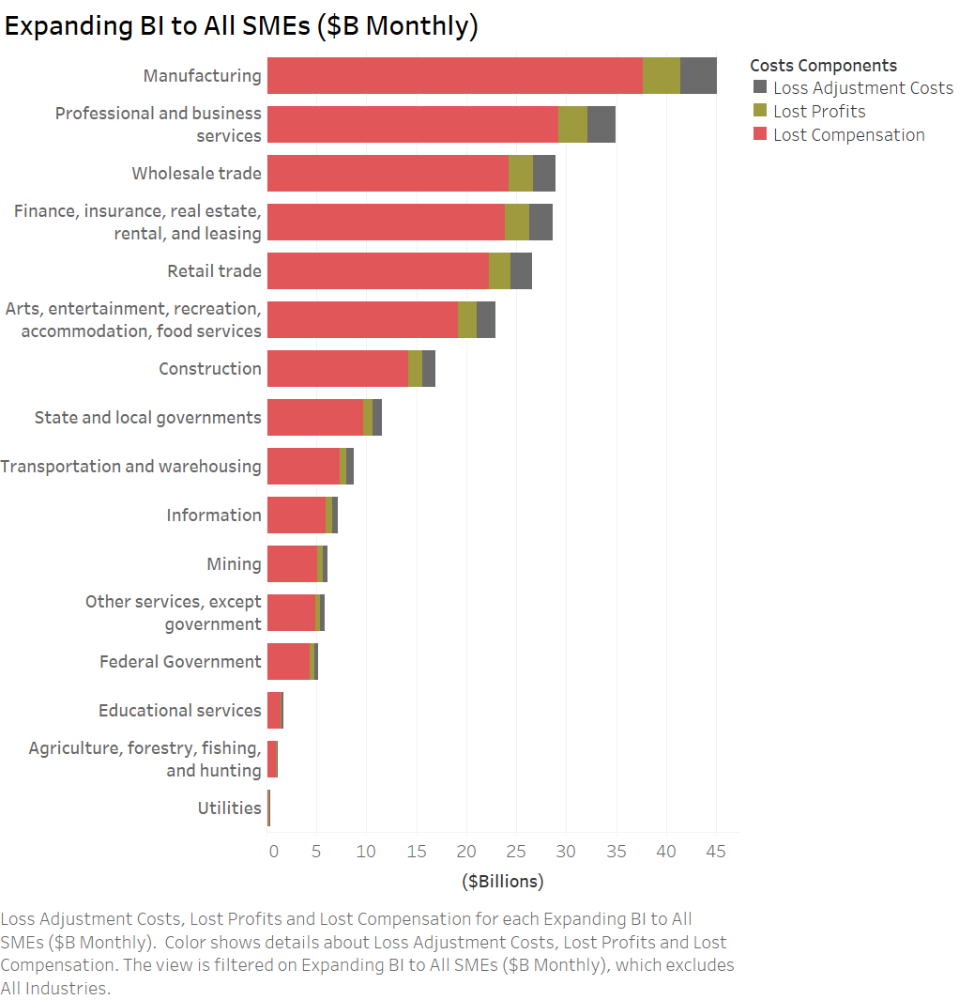 Expanding BI to All SMEs ($B Monthly)
Manufacturing
Professional and business
services
Wholesale trade
Finance, insurance, real estate,
rental, and leasing
Retail trade
Arts, entertainment, recreation,
accommodation, food services
Construction
State and local governments
Transportation and warehousing
Information
Mining
Other services, except
government
Federal Government
Educational services
Agriculture, forestry, fishing,
and hunting
Utilities
0 5 10 15 20 25 30 35 40 45
($Billions)
Costs Components
Loss Adjustment Costs
Lost Profits
Lost Compensation
Loss Adjustment Costs, Lost Profits and Lost Compensation for each Expanding BI to All
SMEs ($B Monthly).  Color shows details about Loss Adjustment Costs, Lost Profits and Lost
Compensation. The view is filtered on Expanding BI to All SMEs ($B Monthly), which excludes
All Industries.